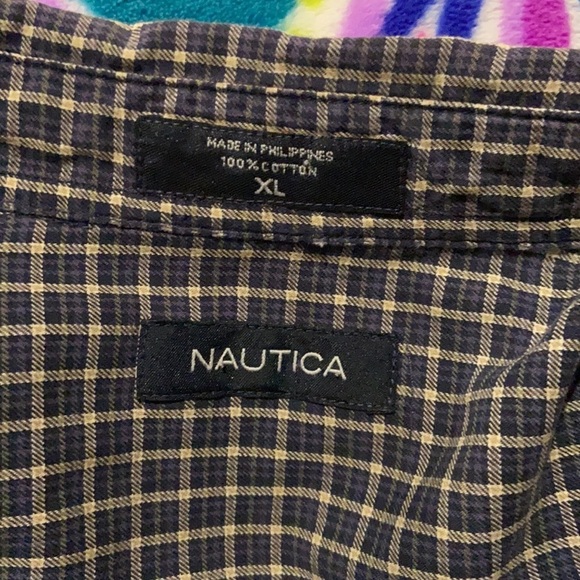 MADE IN PHILIPPINES
100% COTTON
XL
NAUTICA